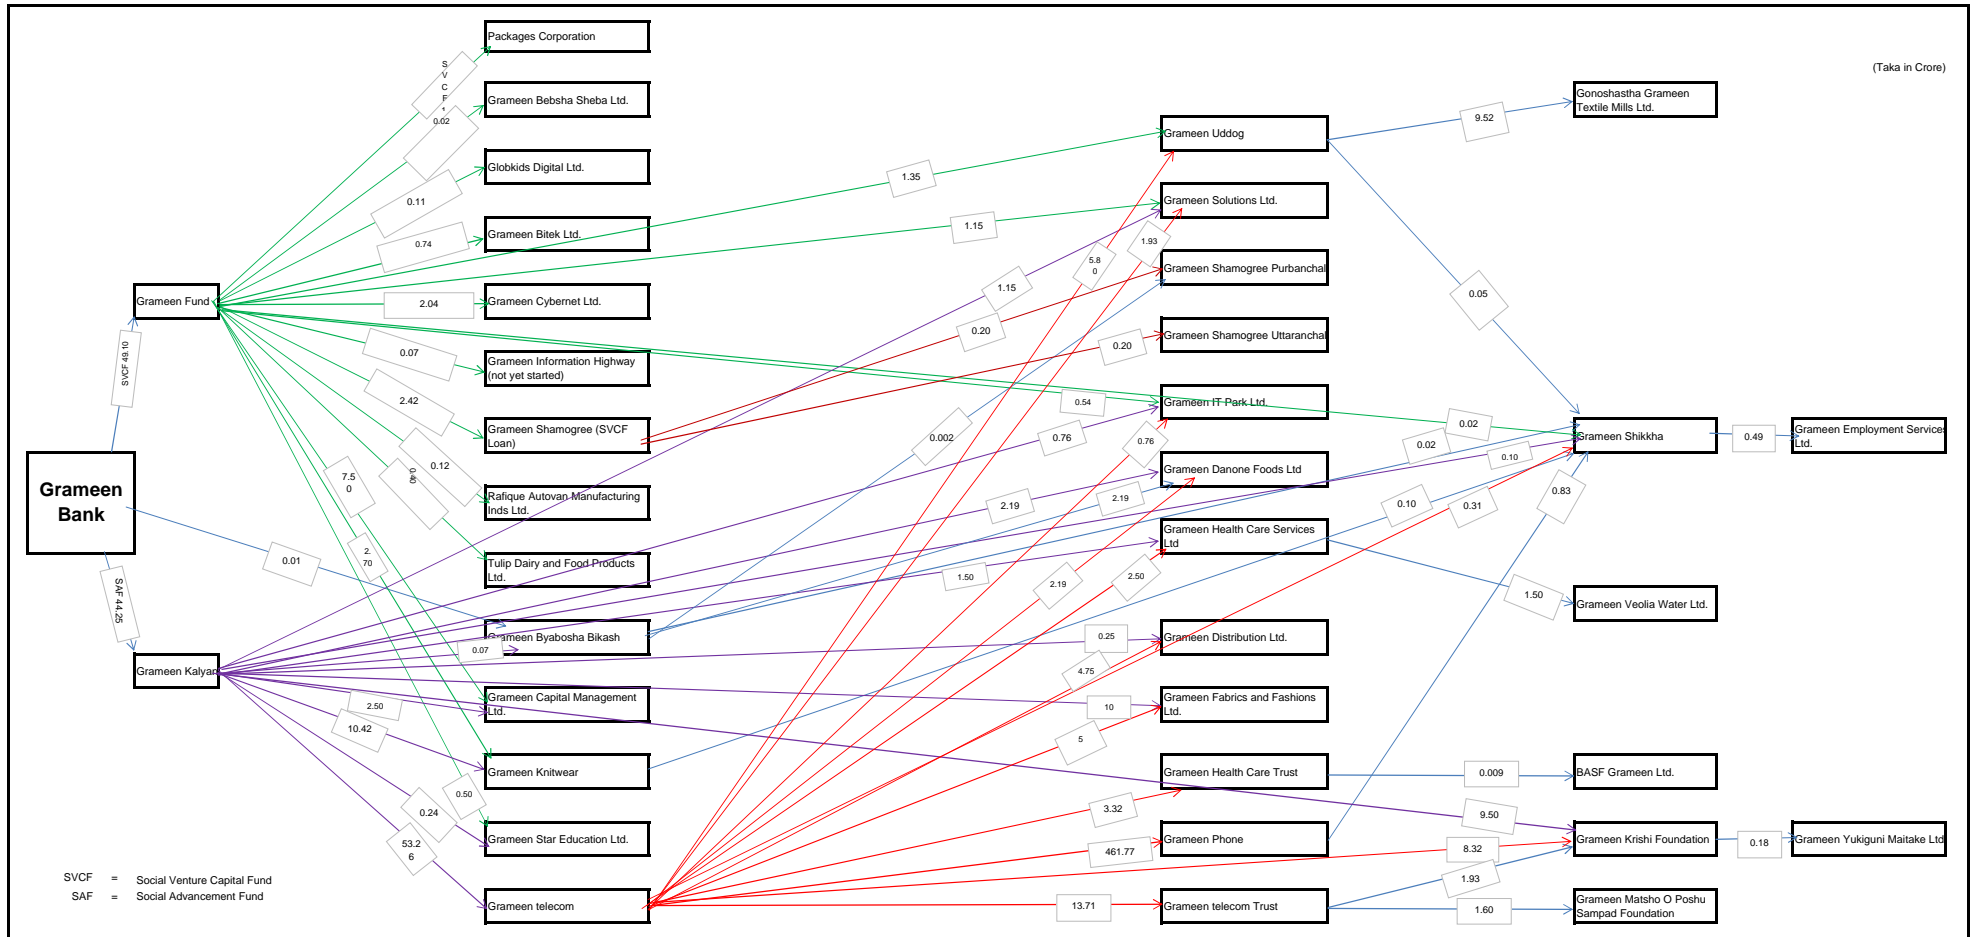 (Taka in Crore)
Packages Corporation
Grameen Bebsha Sheba Ltd.
Globkids Digital Ltd.
Grameen Bitek Ltd.
Grameen Cybernet Ltd.
Grameen Information Highway
(not yet started)
Grameen Shamogree (SVCF
Loan)
Rafique Autovan Manufacturing
Inds Ltd.
Tulip Dairy and Food Products
Ltd.
Grameen Byabosha Bikash
Grameen Capital Management
Ltd.
Grameen Knitwear
Grameen Star Education Ltd.
Grameen telecom
Grameen Fund
Grameen
Bank
Grameen Kalyan
SVCF 49.10
SAF 44.25
0.01
S
V
C
F
0.02
0.11
0.74
2.04
0.07
2.42
0.12
0.40
7.5
0
2.
70
0.50
0.07
2.50
10.42
0.24
53.2
6
1.35
1.15
1.15
0.20
0.20
5.8
0
1.93
0.002
0.54
0.76
0.76
2.19
2.19
2.19
1.50
2.50
0.25
4.75
10
5
3.32
461.77
13.71
Grameen Uddog
Grameen Solutions Ltd.
Grameen Shamogree Purbanchal
Grameen Shamogree Uttaranchal
Grameen IT Park Ltd.
Grameen Danone Foods Ltd
Grameen Health Care Services
Ltd
Grameen Distribution Ltd.
Grameen Fabrics and Fashions
Ltd.
Grameen Health Care Trust
Grameen Phone
Grameen telecom Trust
9.52
0.05
0.02
0.02
0.10
0.10
0.31
0.83
1.50
0.009
9.50
8.32
1.93
1.60
Gonoshastha Grameen
Textile Mills Ltd.
Grameen Shikkha
0.49
Grameen Employment Services
Ltd.
Grameen Veolia Water Ltd.
BASF Grameen Ltd.
Grameen Krishi Foundation
0.18
Grameen Yukiguni Maitake Ltd
Grameen Matsho O Poshu
Sampad Foundation
SVCF = Social Venture Capital Fund
SAF = Social Advancement Fund